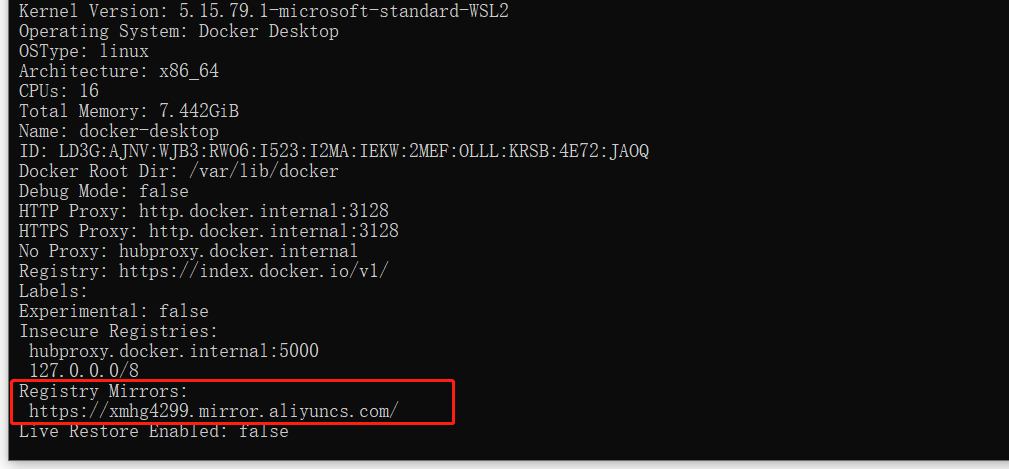 Kernel Version: 5.15.79.1-microsoft-standard-WSL2
Operating System: Docker Desktop
OSType: linux
Architecture: x86_64
CPUs: 16
Total Memory: 7.442GiB
Name: docker-desktop
ID: LD3G:AJNV:WJB3:RWO6:I523:I2MA:IEKW:2MEF:OLLL:KRSB:4E72:JAOQ
Docker Root Dir: /var/lib/docker
Debug Mode: false
HTTP Proxy: http.docker.internal:3128
HTTPS Proxy: http.docker.internal:3128
No Proxy: hubproxy.docker.internal
Registry: https://index.docker.io/v1/
Labels:
Experimental: false
Insecure Registries:
hubproxy.docker.internal:5000
127.0.0.0/8
Registry Mirrors:
https://xmhg4299.mirror.aliyuncs.com/
Live Restore Enabled: false